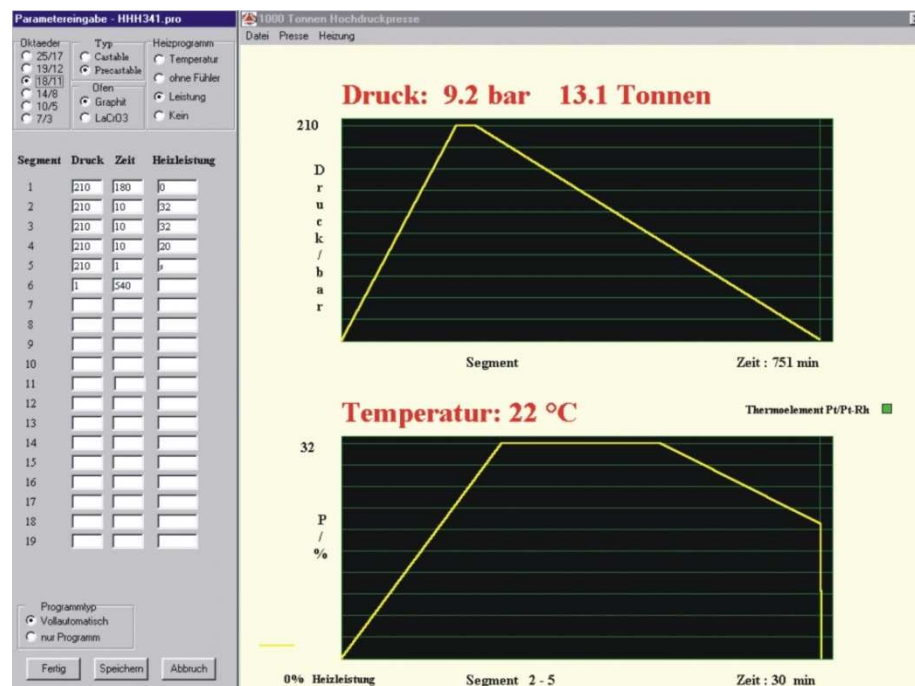 Parametereingabe - HHH341.pro
Oktaeder
25/17
19/12
18/11
14/8
10/5
7/3
Typ
Castable
Precastable
Ofen
Graphit
LaCrO3
Heizprogramm
Temperatur
ohne Fühler
Leistung
Kein
Segment Druck Zeit Heizleistung
1 210 180 0
2 210 10 32
3 210 10 32
4 210 10 20
5 210 1 s
6 1 540
7
8
9
10
11
12
13
14
15
16
17
18
19
Programmtyp
Vollautomatisch
nur Programm
Fertig Speichern Abbruch
1000 Tonnen Hochdruckpresse
Datei Presse Heizung
Druck: 9.2 bar 13.1 Tonnen
210
Druck/bar
Segment Zeit : 751 min
Temperatur: 22 °C Thermoelement Pt/Pt-Rh
32
P/%
0% Heizleistung Segment 2 - 5 Zeit : 30 min